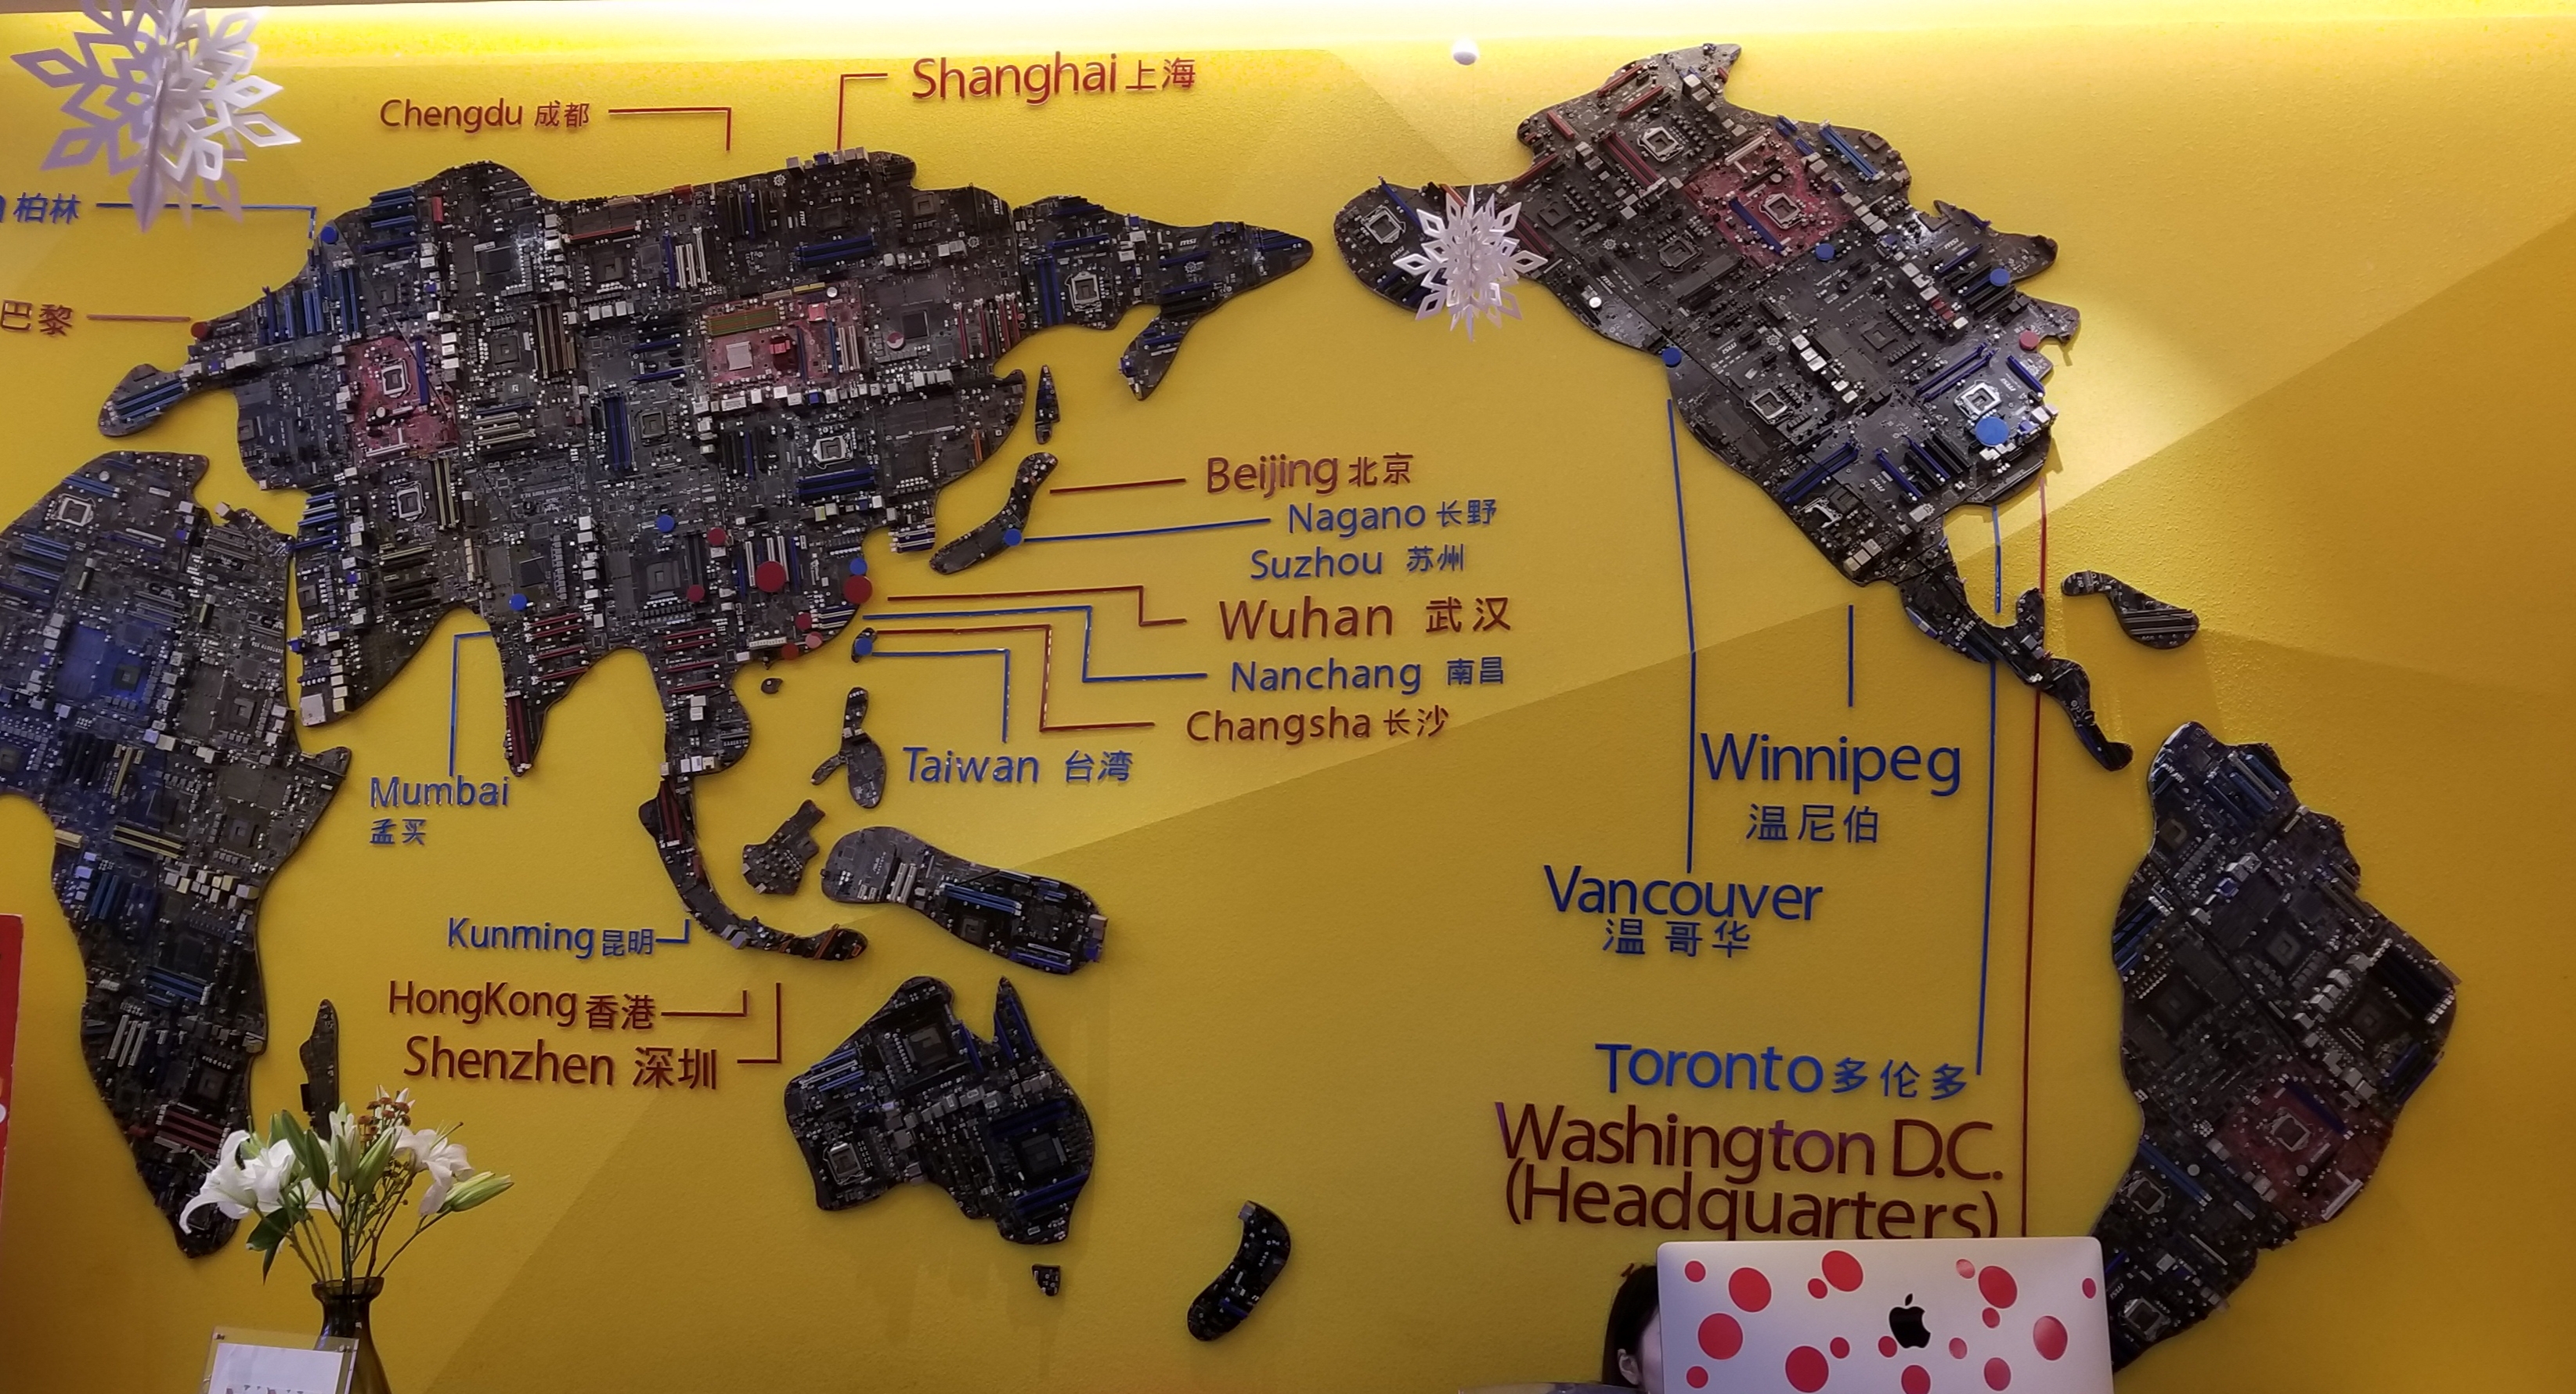 Shanghai 上海
Chengdu 成都
柏林
巴黎
Beijing 北京
Nagano 长野
Suzhou 苏州
Wuhan 武汉
Nanchang 南昌
Changsha 长沙
Taiwan 台湾
Mumbai
孟买
Kunming 昆明
HongKong 香港
Shenzhen 深圳
Winnipeg
温尼伯
Vancouver
温哥华
Toronto 多伦多
Washington D.C.
(Headquarters)